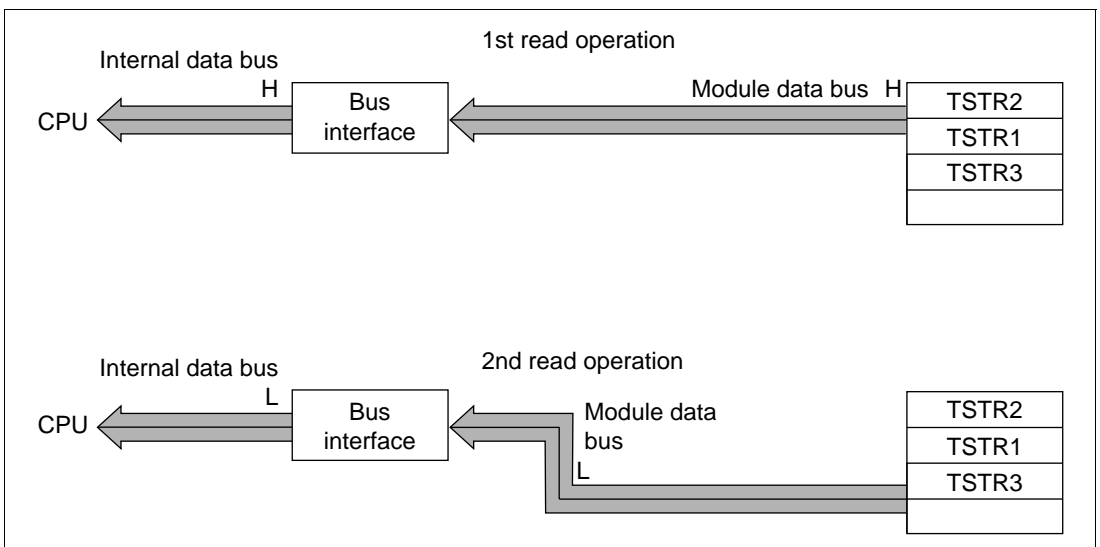 1st read operation
Internal data bus
H
Module data bus H
CPU
Bus
interface
TSTR2
TSTR1
TSTR3
2nd read operation
Internal data bus
L
CPU
Bus
interface
Module data
bus
L
TSTR2
TSTR1
TSTR3